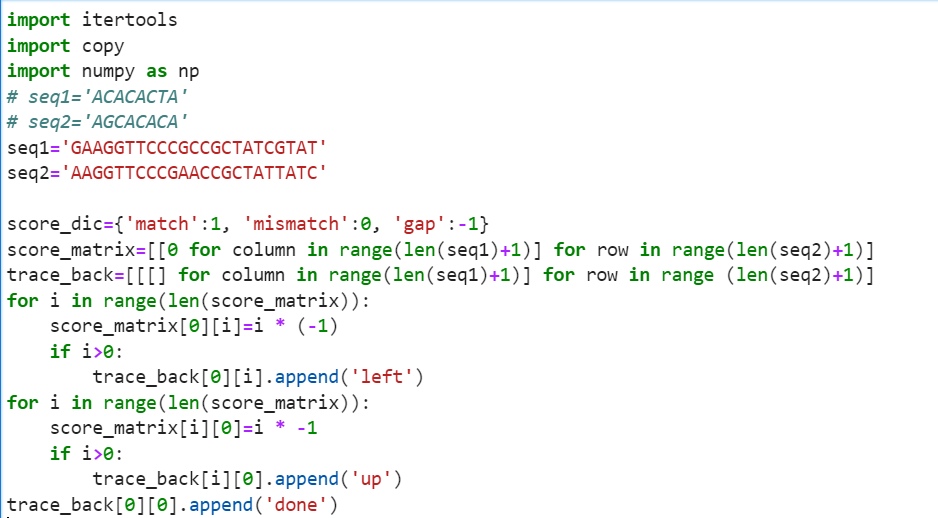 import itertools
import copy
import numpy as np
# seq1='ACACACTA'
# seq2='AGCACACA'
seq1='GAAGGTTCCCGCCGCTATCGTAT'
seq2='AAGGTTCCCGAACCGCTATTATC'

score_dic={'match':1, 'mismatch':0, 'gap':-1}
score_matrix=[[0 for column in range(len(seq1)+1)] for row in range(len(seq2)+1)]
trace_back=[[[] for column in range(len(seq1)+1)] for row in range (len(seq2)+1)]
for i in range(len(score_matrix)):
    score_matrix[0][i]=i * (-1)
    if i>0:
        trace_back[0][i].append('left')
for i in range(len(score_matrix)):
    score_matrix[i][0]=i * -1
    if i>0:
        trace_back[i][0].append('up')
trace_back[0][0].append('done')